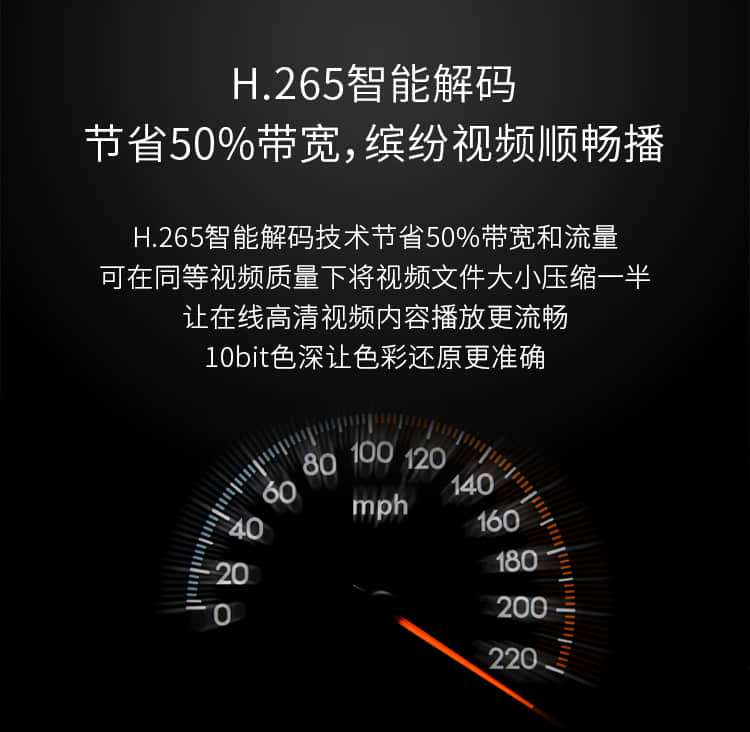 H.265智能解码
节省50%带宽，缤纷视频顺畅播
H.265智能解码技术节省50%带宽和流量
可在同等视频质量下将视频文件大小压缩一半
让在线高清视频内容播放更流畅
10bit色深让色彩还原更准确
0
20
40
60
80
100
120
140
160
180
200
220
mph